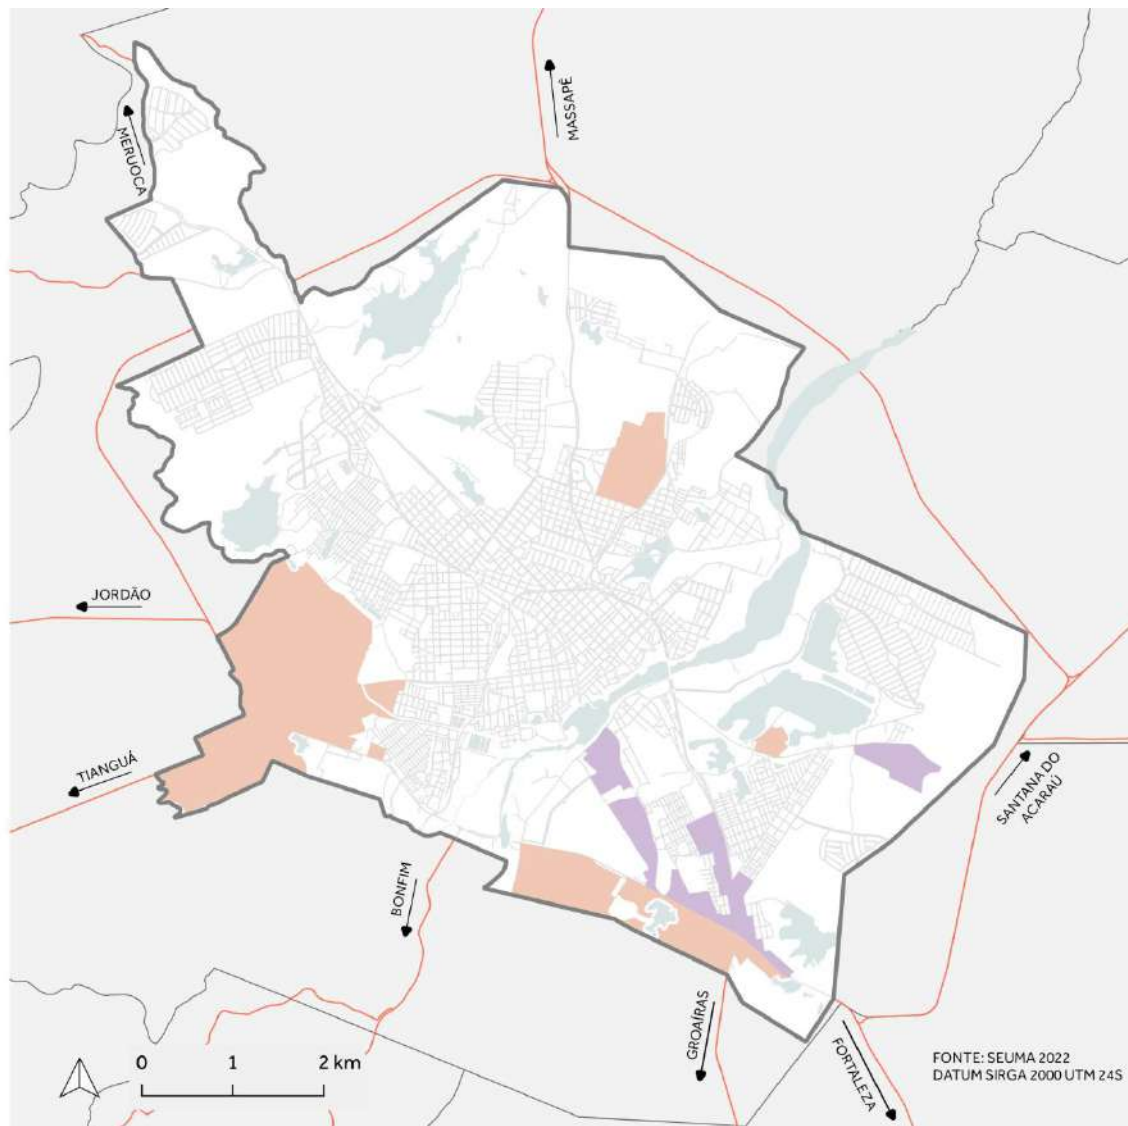 MASSAPÊ
MERUOCA
JORDÃO
TIANGUÁ
SANTANA DO
ACARAÚ
BONFIM
GROAÍRAS
FORTALEZA
0 1 2 km
FONTE: SEUMA 2022
DATUM SIRGA 2000 UTM 24S